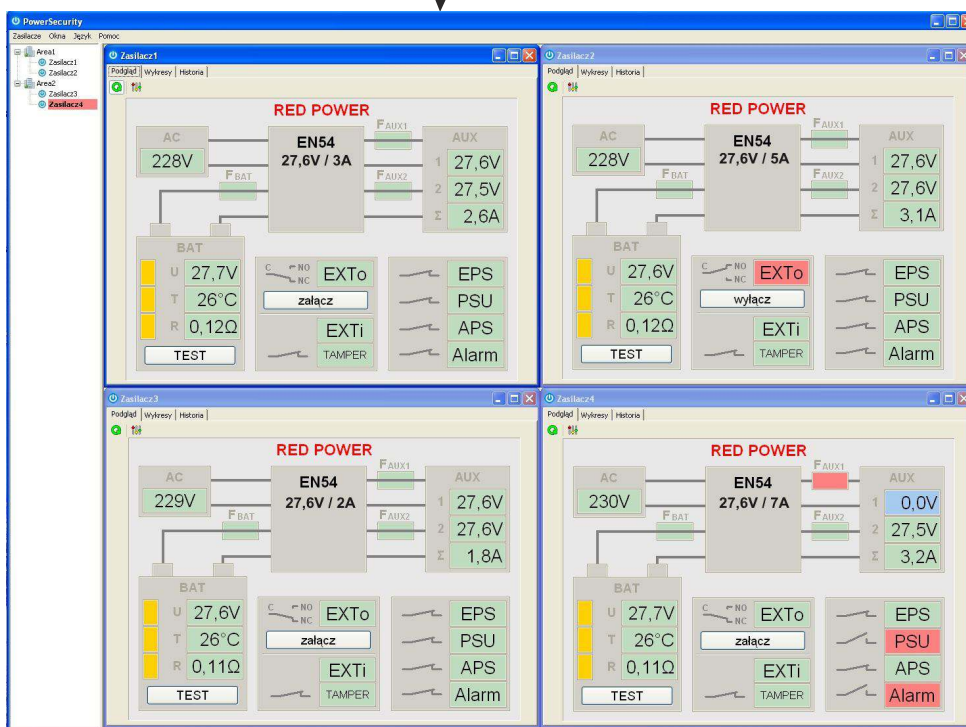 PowerSecurity
Zasilacze Okna Język Pomoc
Area1
Zasilacz1
Zasilacz2
Area2
Zasilacz3
Zasilacz4
Zasilacz1
Podgląd Wykresy Historia
RED POWER
AC
228V
EN54
27,6V / 3A
FAUX1
AUX
1 27,6V
FBAT
FAUX2
2 27,5V
Σ 2,6A
BAT
U 27,7V
T 26°C
R 0,12Ω
TEST
C NO
NC
EXTo
załącz
EXTi
TAMPER
EPS
PSU
APS
Alarm
Zasilacz2
Podgląd Wykresy Historia
RED POWER
AC
228V
EN54
27,6V / 5A
FAUX1
AUX
1 27,6V
FBAT
FAUX2
2 27,6V
Σ 3,1A
BAT
U 27,6V
T 26°C
R 0,12Ω
TEST
C NO
NC
EXTo
wyłącz
EXTi
TAMPER
EPS
PSU
APS
Alarm
Zasilacz3
Podgląd Wykresy Historia
RED POWER
AC
229V
EN54
27,6V / 2A
FAUX1
AUX
1 27,6V
FBAT
FAUX2
2 27,6V
Σ 1,8A
BAT
U 27,6V
T 26°C
R 0,11Ω
TEST
C NO
NC
EXTo
załącz
EXTi
TAMPER
EPS
PSU
APS
Alarm
Zasilacz4
Podgląd Wykresy Historia
RED POWER
AC
230V
EN54
27,6V / 7A
FAUX1
AUX
1 0,0V
FBAT
FAUX2
2 27,5V
Σ 3,2A
BAT
U 27,7V
T 26°C
R 0,11Ω
TEST
C NO
NC
EXTo
załącz
EXTi
TAMPER
EPS
PSU
APS
Alarm